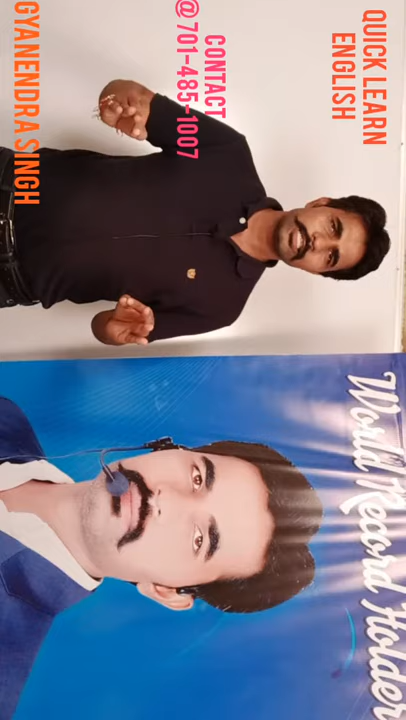 QUICK LEARN
ENGLISH
CONTACT
@ 701-485-1007
GYANENDRA SINGH
World Record Holder